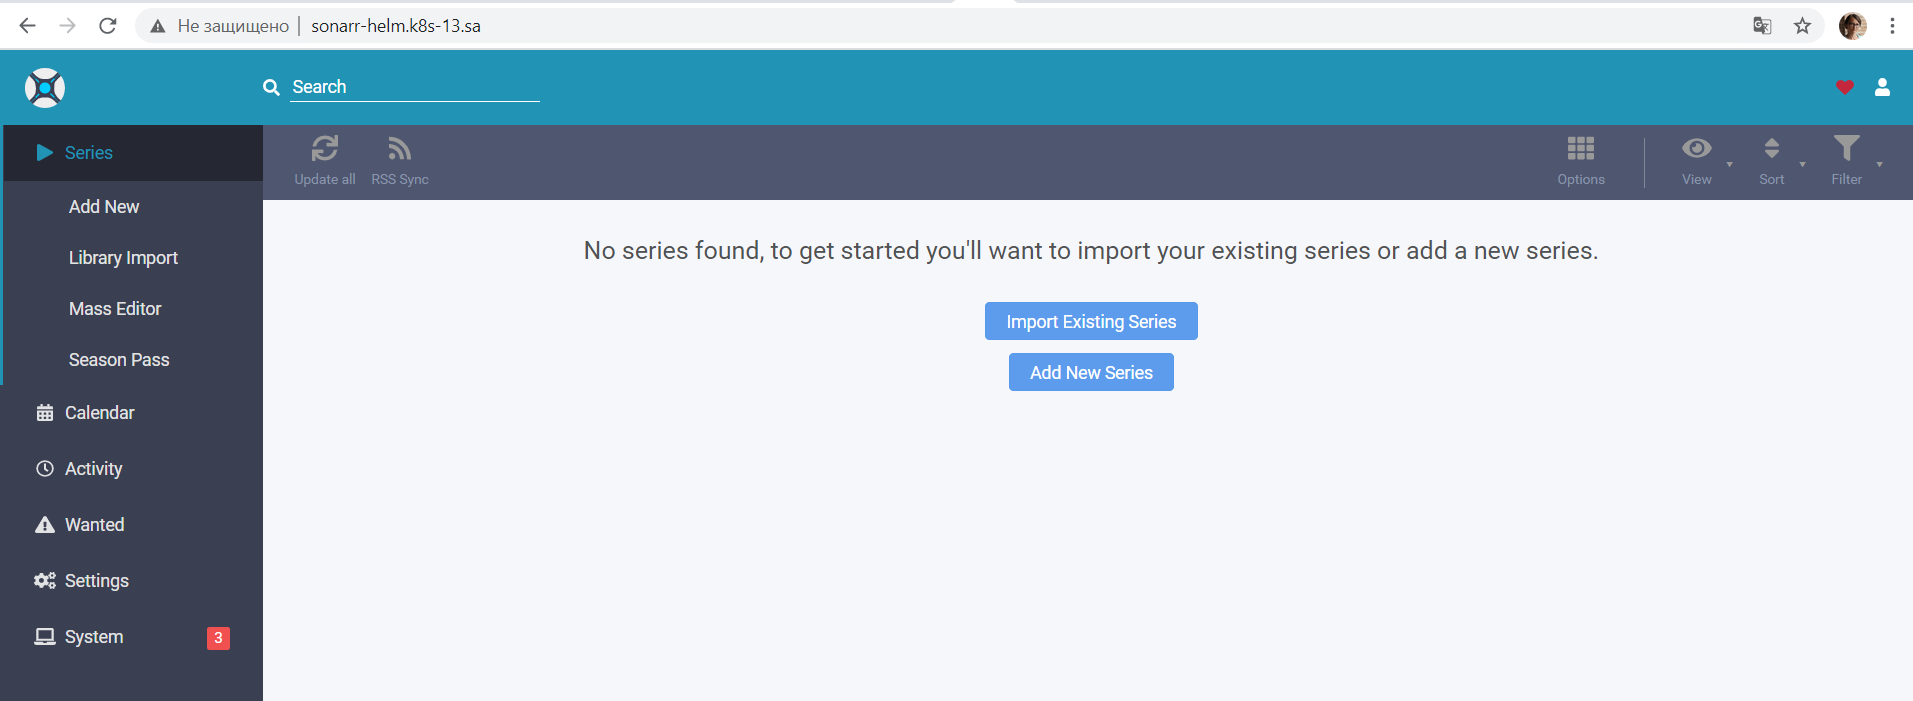 Не защищено | sonarr-helm.k8s-13.sa
Search
Series
Add New
Library Import
Mass Editor
Season Pass
Calendar
Activity
Wanted
Settings
System 3
Update all RSS Sync Options View Sort Filter
No series found, to get started you'll want to import your existing series or add a new series.
Import Existing Series
Add New Series